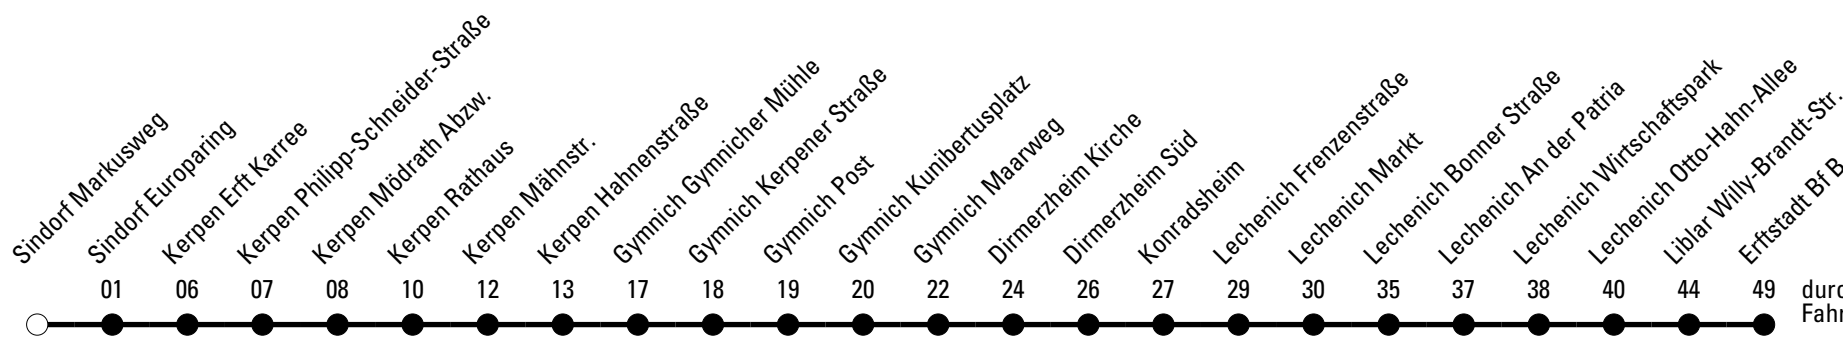 Sindorf Markusweg
Sindorf Europaring
Kerpen Erft Karree
Kerpen Philipp-Schneider-Straße
Kerpen Mödrath Abzw.
Kerpen Rathaus
Kerpen Mähnstr.
Kerpen Hahnenstraße
Gymnich Gymnicher Mühle
Gymnich Kerpener Straße
Gymnich Post
Gymnich Kunibertusplatz
Gymnich Maarweg
Dirmerzheim Kirche
Dirmerzheim Süd
Konradsheim
Lechenich Frenzenstraße
Lechenich Markt
Lechenich Bonner Straße
Lechenich An der Patria
Lechenich Wirtschaftspark
Lechenich Otto-Hahn-Allee
Liblar Willy-Brandt-Str.
Erftstadt Bf B
01 06 07 08 10 12 13 17 18 19 20 22 24 26 27 29 30 35 37 38 40 44 49